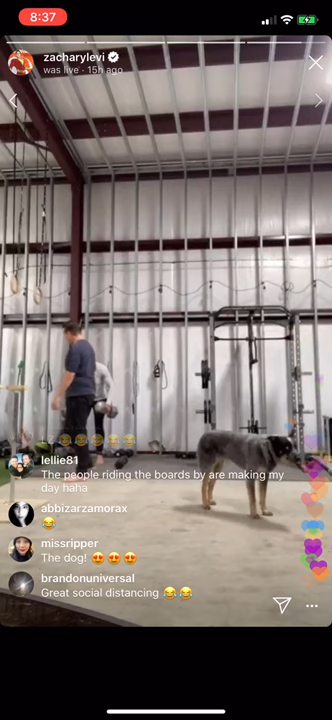 8:37
zacharylevi
was live · 15h ago
😂😂😂😂😂
lellie81
The people riding the boards by are making my
day haha
abbizarzamorax
😂
missripper
The dog! 😍😍😍
brandonuniversal
Great social distancing 😂😂